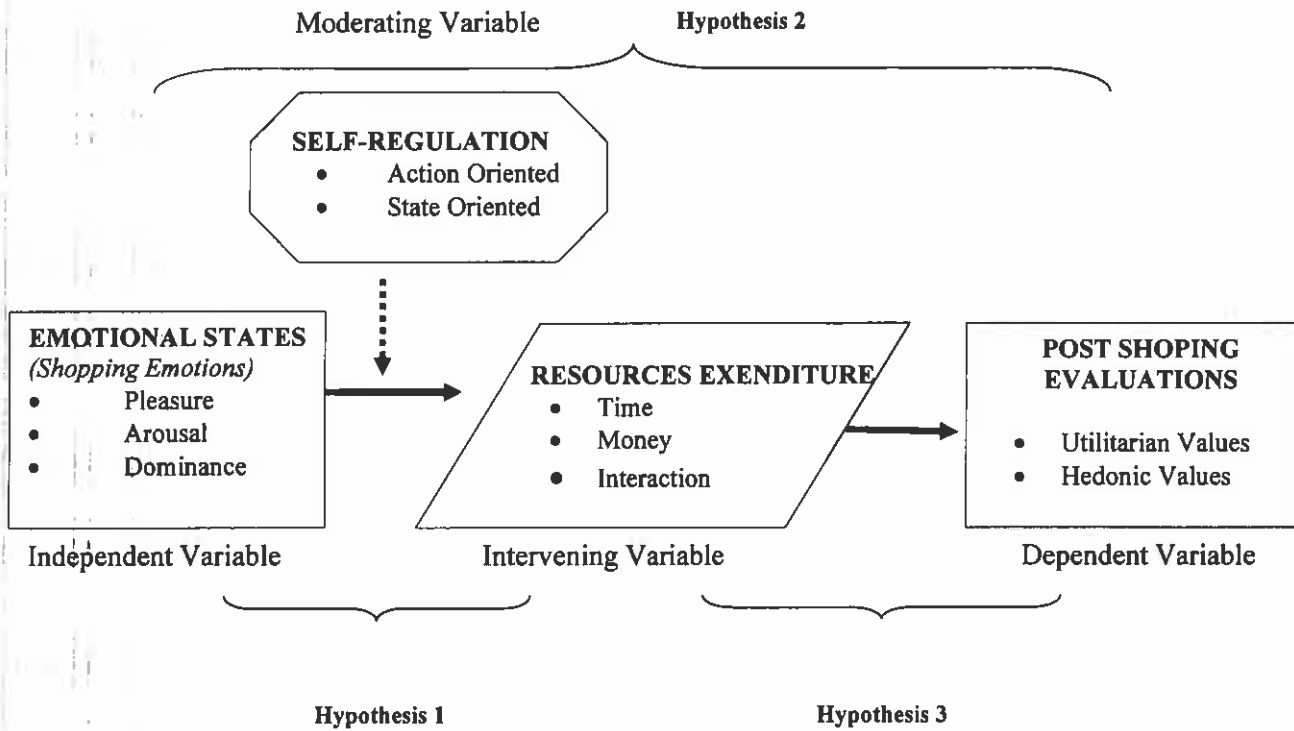 Moderating Variable
Hypothesis 2
SELF-REGULATION
• Action Oriented
• State Oriented
EMOTIONAL STATES
(Shopping Emotions)
• Pleasure
• Arousal
• Dominance
RESOURCES EXENDITURE
• Time
• Money
• Interaction
POST SHOPING
EVALUATIONS
• Utilitarian Values
• Hedonic Values
Independent Variable
Intervening Variable
Dependent Variable
Hypothesis 1
Hypothesis 3